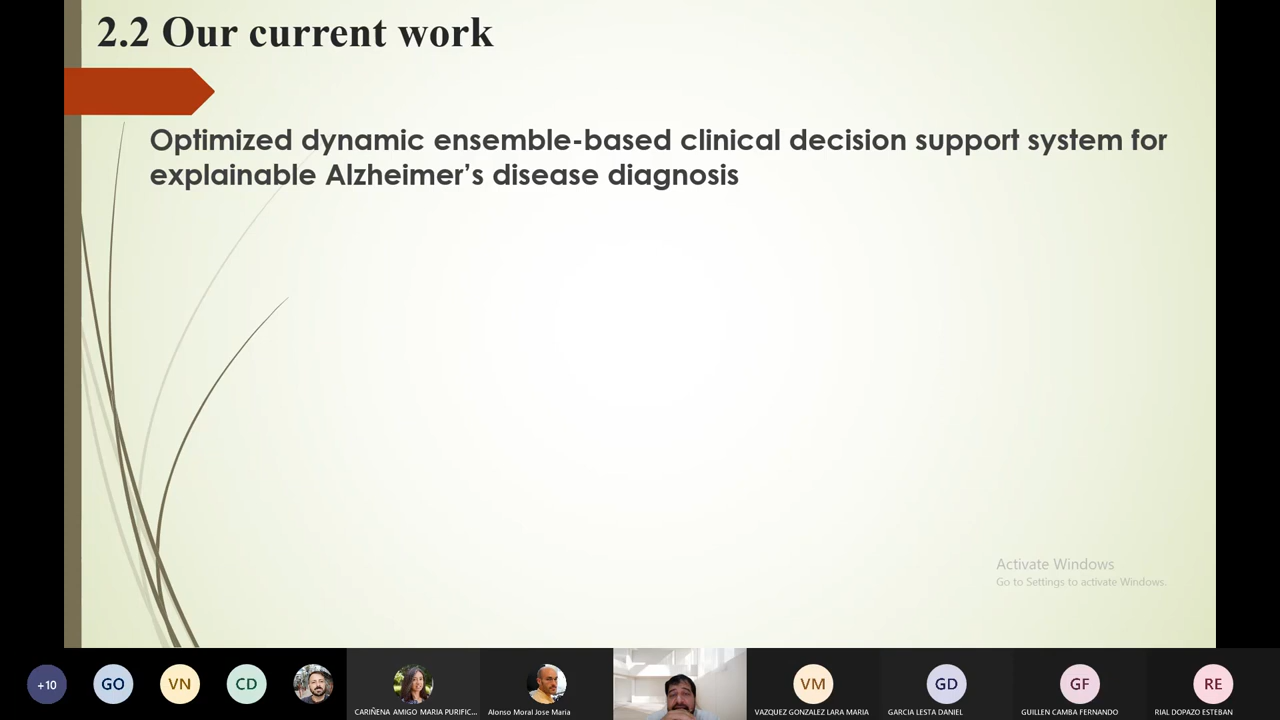 2.2 Our current work
Optimized dynamic ensemble-based clinical decision support system for
explainable Alzheimer’s disease diagnosis
Activate Windows
Go to Settings to activate Windows.
+10
GO
VN
CD
CARIÑENA AMIGO MARIA PURIFIC...
Alonso Moral Jose Maria
VM
VAZQUEZ GONZALEZ LARA MARIA
GD
GARCIA LESTA DANIEL
GF
GUILLEN CAMBA FERNANDO
RE
RIAL DOPAZO ESTEBAN